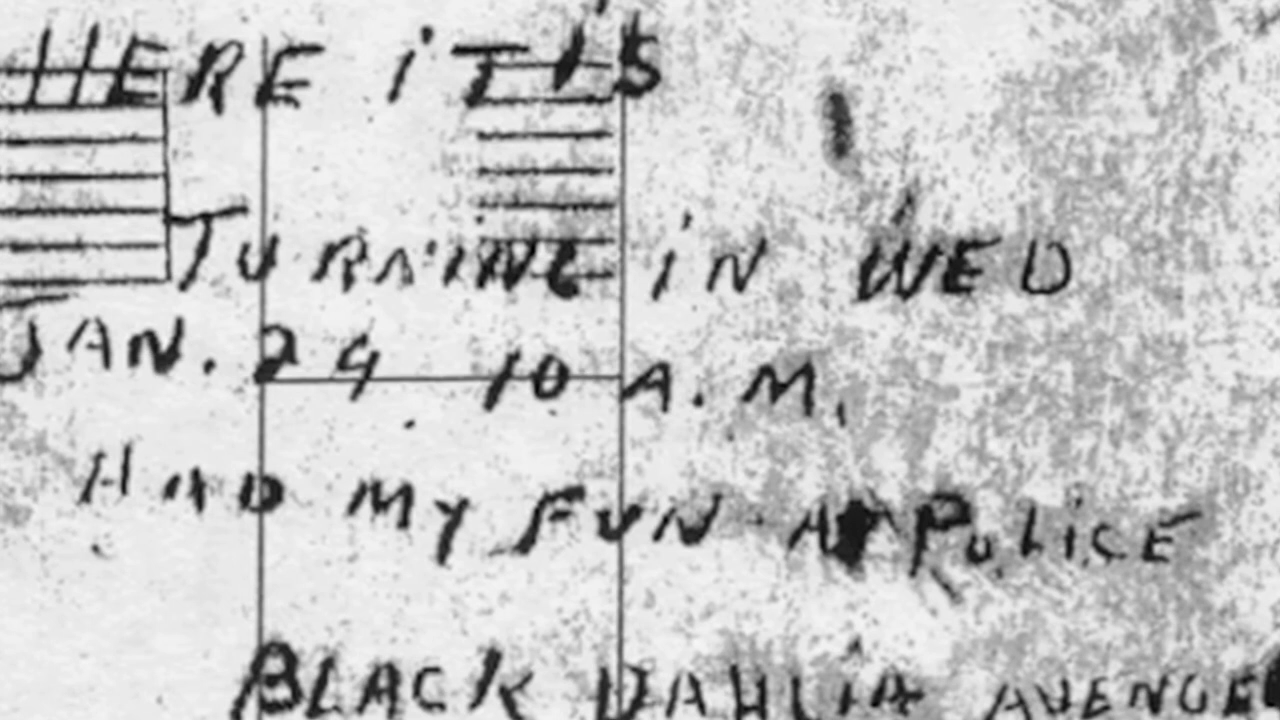 HERE iT iS
TURNiNG iN WED
JAN. 29 10 A.M.
HAD MY FUN AT POLiCE
BLACK DAHLiA AVENGER